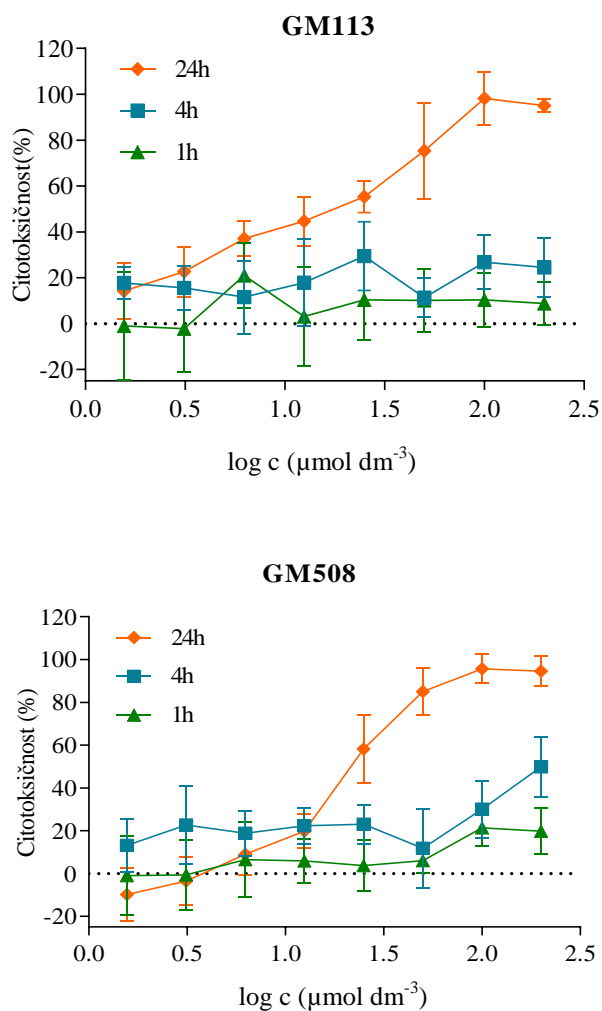 GM113
24h
4h
1h
120
100
80
60
40
20
0
-20
Citotoksičnost(%)
0.0 0.5 1.0 1.5 2.0 2.5
log c (µmol dm-3)
GM508
24h
4h
1h
120
100
80
60
40
20
0
-20
Citotoksičnost (%)
0.0 0.5 1.0 1.5 2.0 2.5
log c (µmol dm-3)